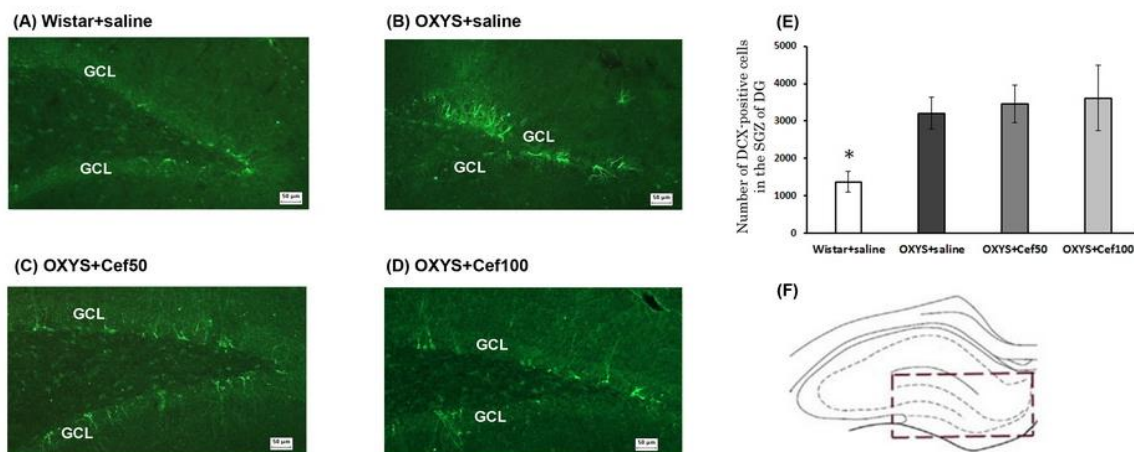 (A) Wistar+saline
GCL
GCL
50 µm
(B) OXYS+saline
GCL
GCL
50 µm
(C) OXYS+Cef50
GCL
GCL
50 µm
(D) OXYS+Cef100
GCL
GCL
50 µm
(E)
Number of DCX-positive cells
in the SGZ of DG
5000
4000
3000
2000
1000
0
*
Wistar+saline OXYS+saline OXYS+Cef50 OXYS+Cef100
(F)